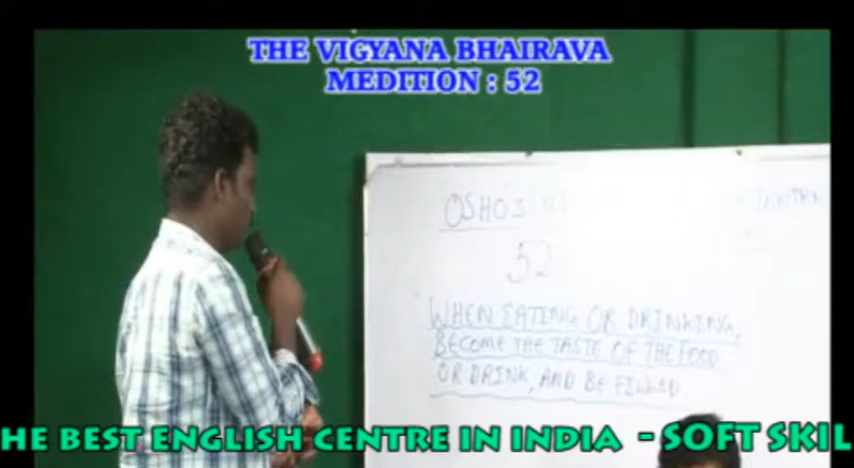 THE VIGYANA BHAIRAVA
MEDITION : 52
OSHO'S
52
WHEN EATING OR DRINKING,
BECOME THE TASTE OF THE FOOD
OR DRINK, AND BE FILLED
HE BEST ENGLISH CENTRE IN INDIA - SOFT SKIL